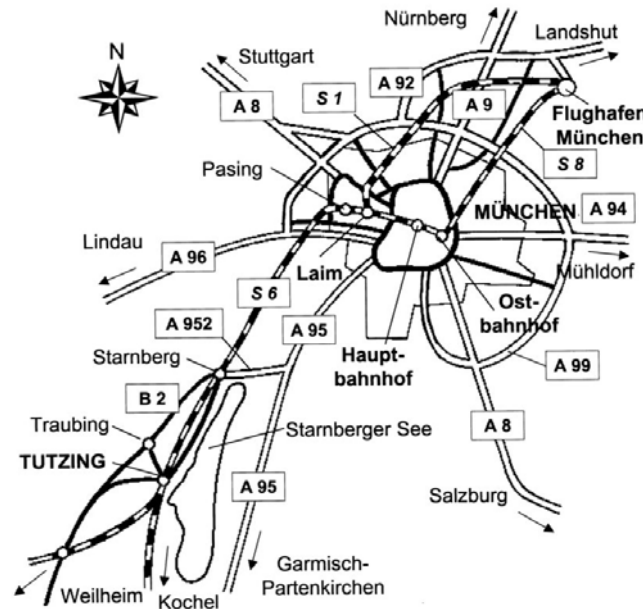 Nürnberg
Landshut
N
Stuttgart
A 92
S 1
A 9
A 8
Flughafen
München
S 8
Pasing
MÜNCHEN
A 94
Lindau
A 96
Laim
Mühldorf
S 6
Ost-
bahnhof
A 952
A 95
Haupt-
bahnhof
Starnberg
A 99
B 2
Traubing
Starnberger See
A 8
TUTZING
A 95
Salzburg
Garmisch-
Partenkirchen
Weilheim
Kochel